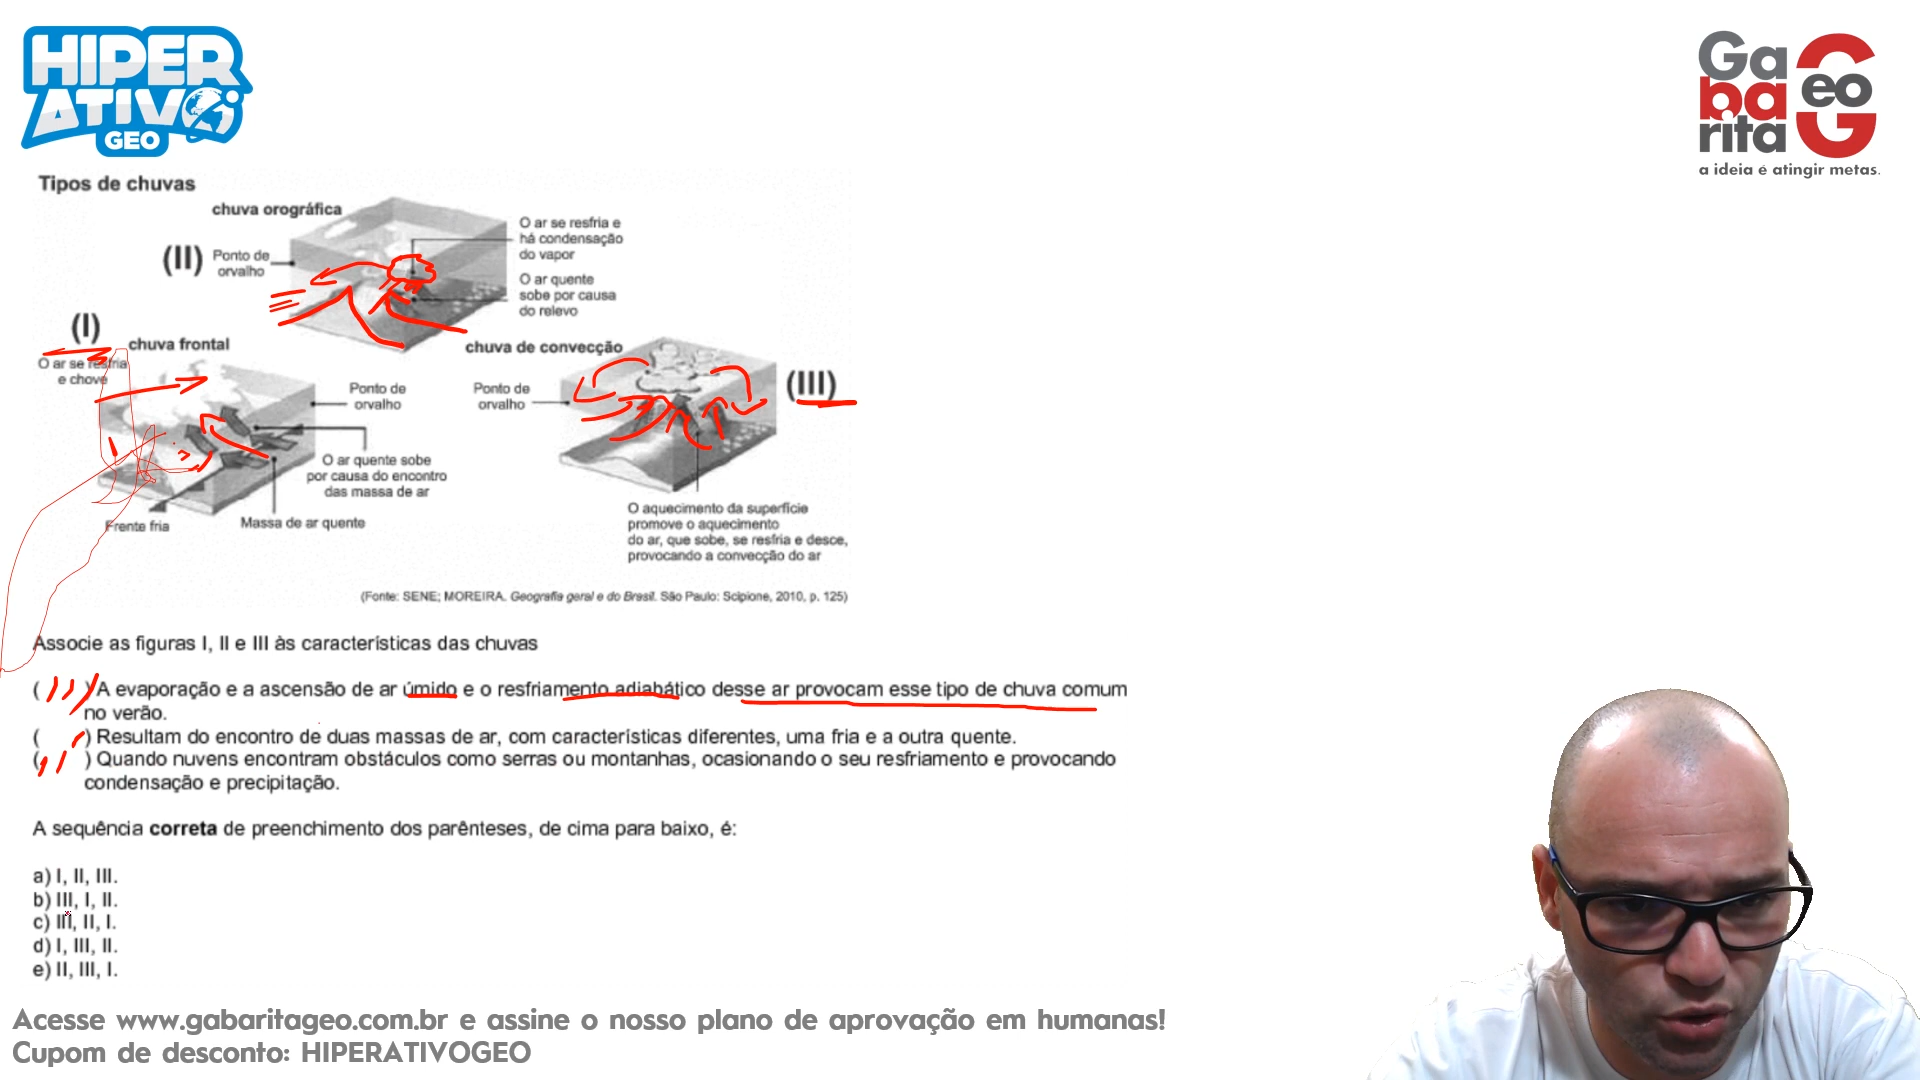 HIPER
ATIVO
GEO
Ga
ba
rita
Geo
a ideia é atingir metas.
Tipos de chuvas
chuva orográfica
(II)
Ponto de
orvalho
O ar se resfria e
há condensação
do vapor
O ar quente
sobe por causa
do relevo
(I)
chuva frontal
O ar se resfria
e chove
Ponto de
orvalho
O ar quente sobe
por causa do encontro
das massa de ar
Frente fria
Massa de ar quente
chuva de convecção
Ponto de
orvalho
(III)
O aquecimento da superfície
promove o aquecimento
do ar, que sobe, se resfria e desce,
provocando a convecção do ar
(Fonte: SENE; MOREIRA. Geografia geral e do Brasil. São Paulo: Scipione, 2010, p. 125)
Associe as figuras I, II e III às características das chuvas
( III ) A evaporação e a ascensão de ar úmido e o resfriamento adiabático desse ar provocam esse tipo de chuva comum
no verão.
( I ) Resultam do encontro de duas massas de ar, com características diferentes, uma fria e a outra quente.
( II ) Quando nuvens encontram obstáculos como serras ou montanhas, ocasionando o seu resfriamento e provocando
condensação e precipitação.
A sequência correta de preenchimento dos parênteses, de cima para baixo, é:
a) I, II, III.
b) III, I, II.
c) III, II, I.
d) I, III, II.
e) II, III, I.
Acesse www.gabaritageo.com.br e assine o nosso plano de aprovação em humanas!
Cupom de desconto: HIPERATIVOGEO